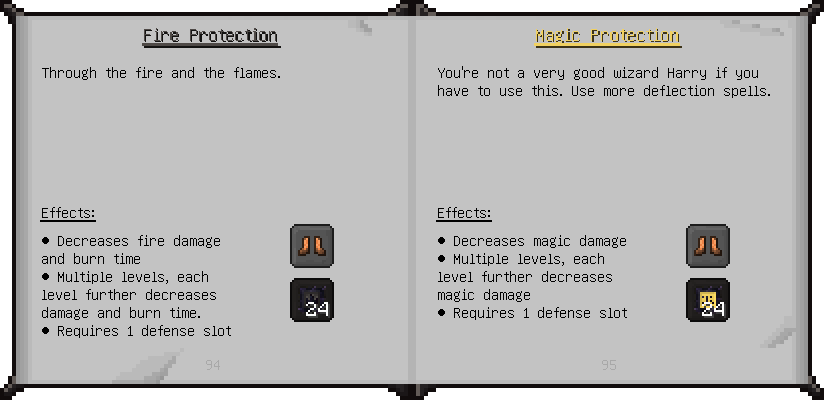 Fire Protection
Through the fire and the flames.
Effects:
• Decreases fire damage
and burn time
• Multiple levels, each
level further decreases
damage and burn time.
• Requires 1 defense slot
24
94
Magic Protection
You're not a very good wizard Harry if you
have to use this. Use more deflection spells.
Effects:
• Decreases magic damage
• Multiple levels, each
level further decreases
magic damage
• Requires 1 defense slot
24
95